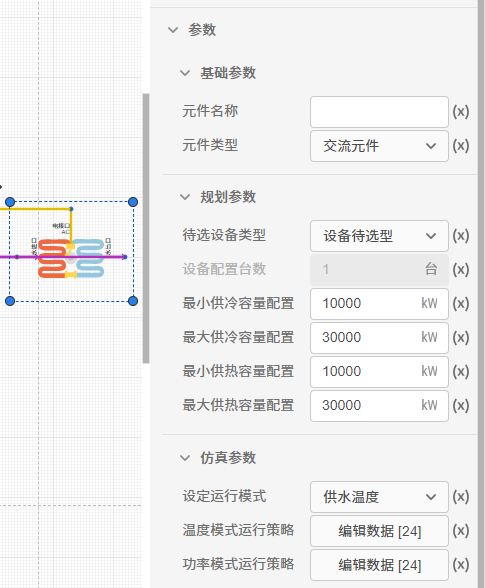 参数
基础参数
元件名称 (x)
元件类型 交流元件 (x)
规划参数
待选设备类型 设备待选型 (x)
设备配置台数 1 台 (x)
最小供冷容量配置 10000 kW (x)
最大供冷容量配置 30000 kW (x)
最小供热容量配置 10000 kW (x)
最大供热容量配置 30000 kW (x)
仿真参数
设定运行模式 供水温度 (x)
温度模式运行策略 编辑数据 [24] (x)
功率模式运行策略 编辑数据 [24] (x)
电接口
AC